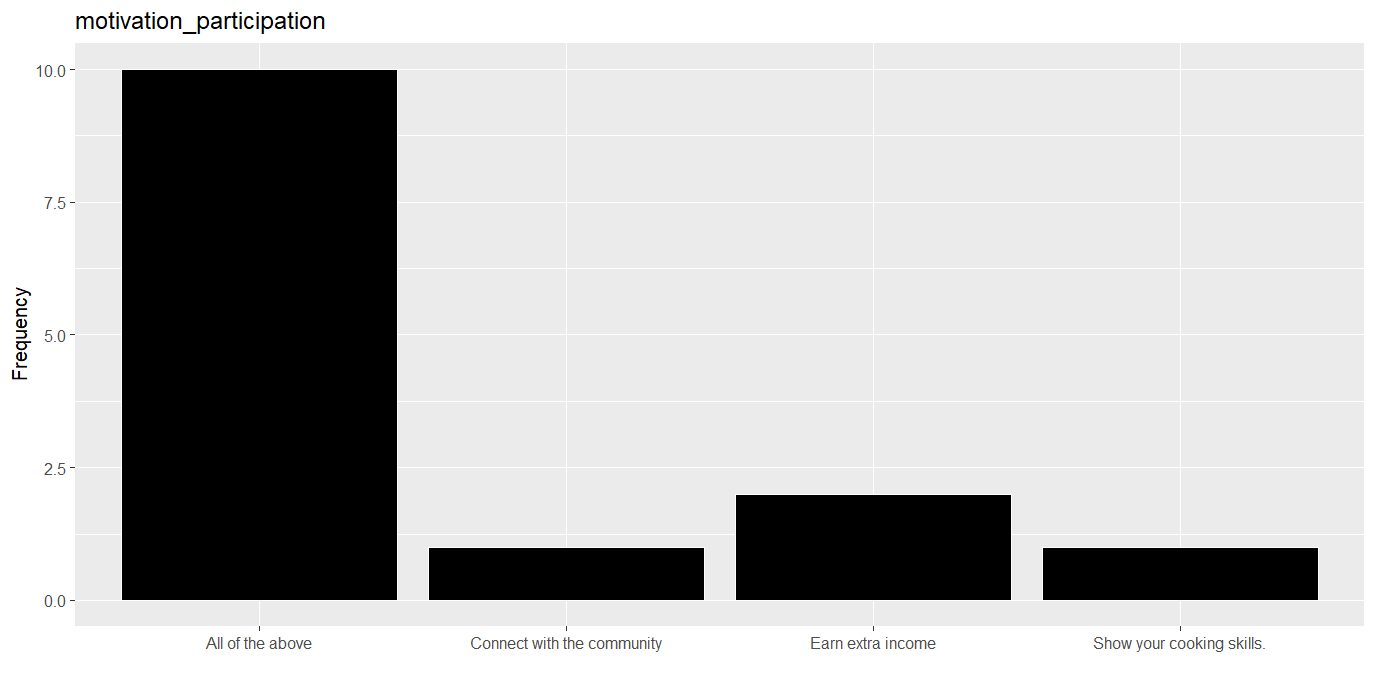 motivation_participation
10.0
7.5
5.0
2.5
0.0
Frequency
All of the above
Connect with the community
Earn extra income
Show your cooking skills.